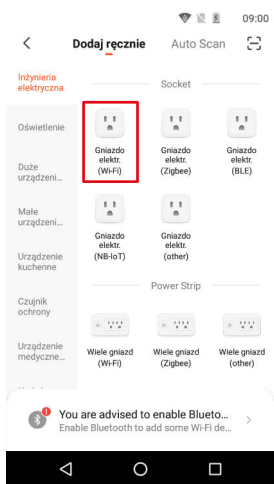 09:00
Dodaj ręcznie Auto Scan
Inżynieria
elektryczna
Oświetlenie
Duże
urządzeni...
Małe
urządzeni...
Urządzenie
kuchenne
Czujnik
ochrony
Urządzenie
medyczne...
Socket
Gniazdo
elektr.
(Wi-Fi)
Gniazdo
elektr.
(Zigbee)
Gniazdo
elektr.
(BLE)
Gniazdo
elektr.
(NB-IoT)
Gniazdo
elektr.
(other)
Power Strip
Wiele gniazd
(Wi-Fi)
Wiele gniazd
(Zigbee)
Wiele gniazd
(other)
You are advised to enable Blueto...
Enable Bluetooth to add some Wi-Fi de...